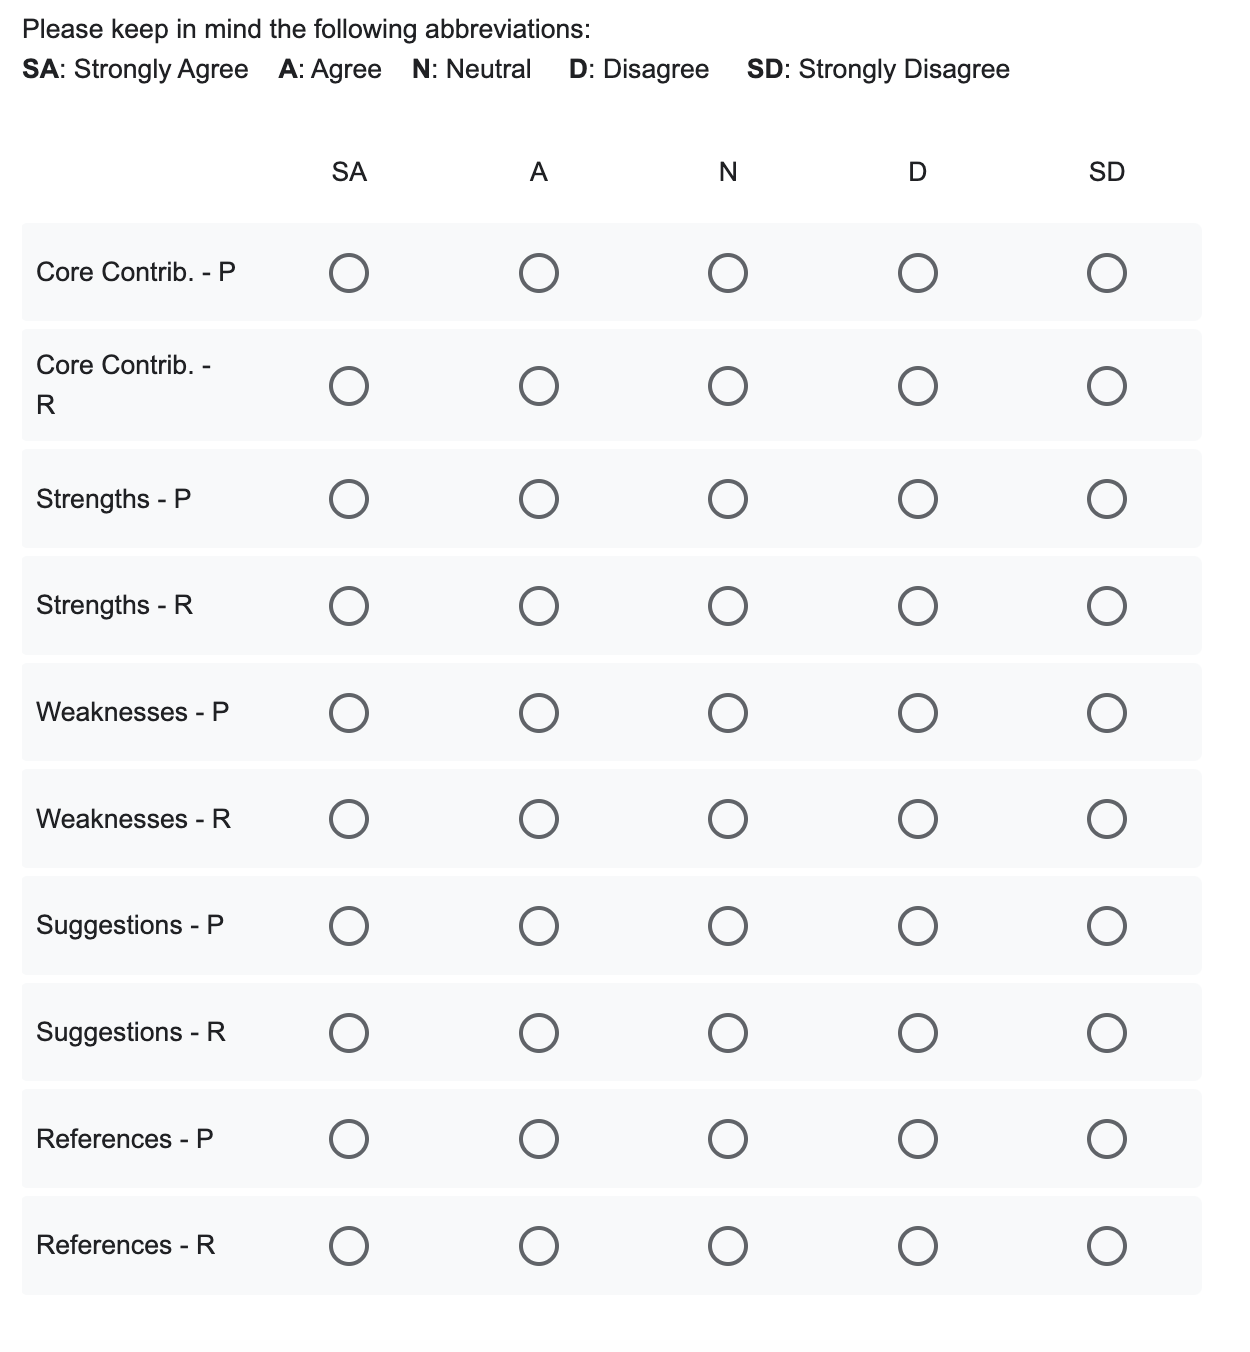 Please keep in mind the following abbreviations:
SA: Strongly Agree A: Agree N: Neutral D: Disagree SD: Strongly Disagree
SA A N D SD
Core Contrib. - P
Core Contrib. -
R
Strengths - P
Strengths - R
Weaknesses - P
Weaknesses - R
Suggestions - P
Suggestions - R
References - P
References - R